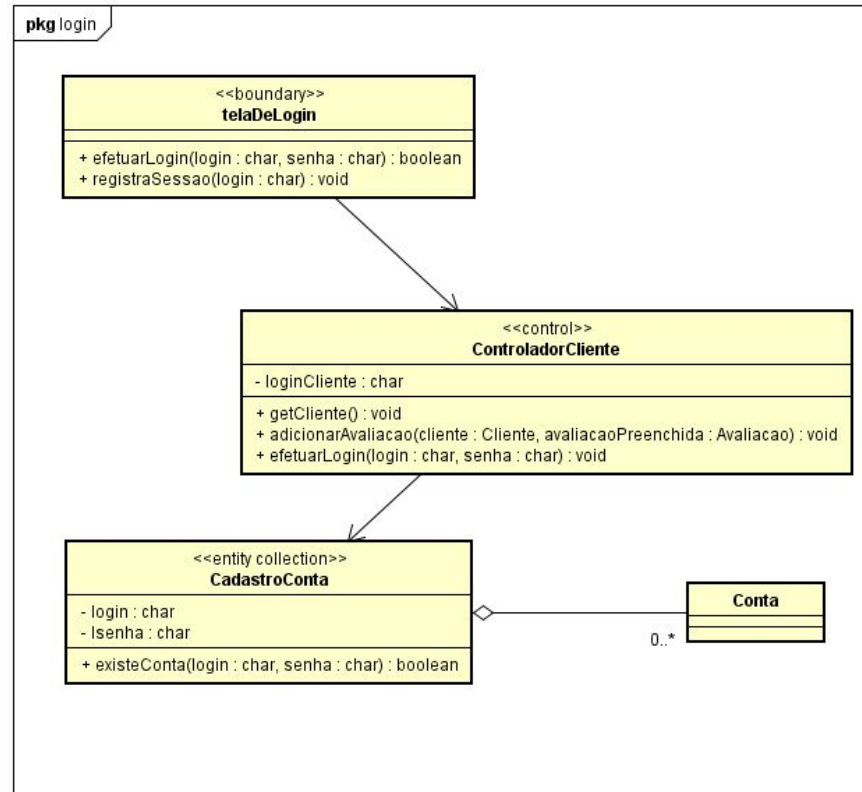 pkg login
<<boundary>>
telaDeLogin
+ efetuarLogin(login : char, senha : char) : boolean
+ registraSessao(login : char) : void
<<control>>
ControladorCliente
- loginCliente : char
+ getCliente() : void
+ adicionarAvaliacao(cliente : Cliente, avaliacaoPreenchida : Avaliacao) : void
+ efetuarLogin(login : char, senha : char) : void
<<entity collection>>
CadastroConta
- login : char
- lsenha : char
+ existeConta(login : char, senha : char) : boolean
Conta
0..*